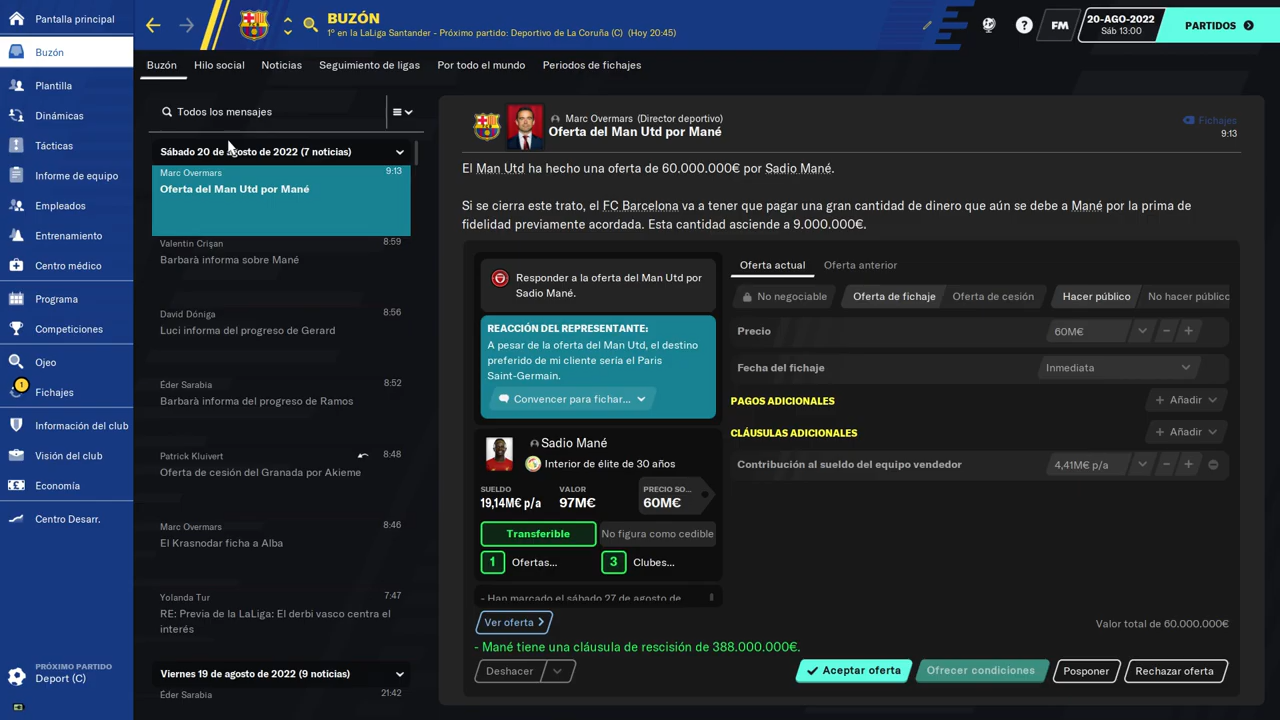 Pantalla principal
Buzón
Plantilla
Dinámicas
Tácticas
Informe de equipo
Empleados
Entrenamiento
Centro médico
Programa
Competiciones
Ojeo
1
Fichajes
Información del club
Visión del club
Economía
Centro Desarr.
PRÓXIMO PARTIDO
Deport (C)
BUZÓN
1º en la LaLiga Santander - Próximo partido: Deportivo de La Coruña (C) (Hoy 20:45)
?
FM
20-AGO-2022
Sáb 13:00
PARTIDOS
Buzón
Hilo social
Noticias
Seguimiento de ligas
Por todo el mundo
Periodos de fichajes
Todos los mensajes
Sábado 20 de agosto de 2022 (7 noticias)
Marc Overmars 9:13
Oferta del Man Utd por Mané
Valentin Crişan 8:59
Barbarà informa sobre Mané
David Dóniga 8:56
Luci informa del progreso de Gerard
Éder Sarabia 8:52
Barbarà informa del progreso de Ramos
Patrick Kluivert 8:48
Oferta de cesión del Granada por Akieme
Marc Overmars 8:46
El Krasnodar ficha a Alba
Yolanda Tur 7:47
RE: Previa de la LaLiga: El derbi vasco centra el
interés
Viernes 19 de agosto de 2022 (9 noticias)
Éder Sarabia 21:42
Marc Overmars (Director deportivo)
Oferta del Man Utd por Mané
Fichajes
9:13
El Man Utd ha hecho una oferta de 60.000.000€ por Sadio Mané.
Si se cierra este trato, el FC Barcelona va a tener que pagar una gran cantidad de dinero que aún se debe a Mané por la prima de
fidelidad previamente acordada. Esta cantidad asciende a 9.000.000€.
Responder a la oferta del Man Utd por
Sadio Mané.
REACCIÓN DEL REPRESENTANTE:
A pesar de la oferta del Man Utd, el destino
preferido de mi cliente sería el Paris
Saint-Germain.
Convencer para fichar...
Sadio Mané
Interior de élite de 30 años
SUELDO VALOR PRECIO SO...
19,14M€ p/a 97M€ 60M€
Transferible
No figura como cedible
1 Ofertas...
3 Clubes...
- Han marcado el sábado 27 de agosto de
Oferta actual
Oferta anterior
No negociable
Oferta de fichaje
Oferta de cesión
Hacer público
No hacer público
Precio 60M€
Fecha del fichaje Inmediata
PAGOS ADICIONALES + Añadir
CLÁUSULAS ADICIONALES + Añadir
Contribución al sueldo del equipo vendedor 4,41M€ p/a
Ver oferta
Valor total de 60.000.000€
- Mané tiene una cláusula de rescisión de 388.000.000€.
Deshacer
Aceptar oferta
Ofrecer condiciones
Posponer
Rechazar oferta